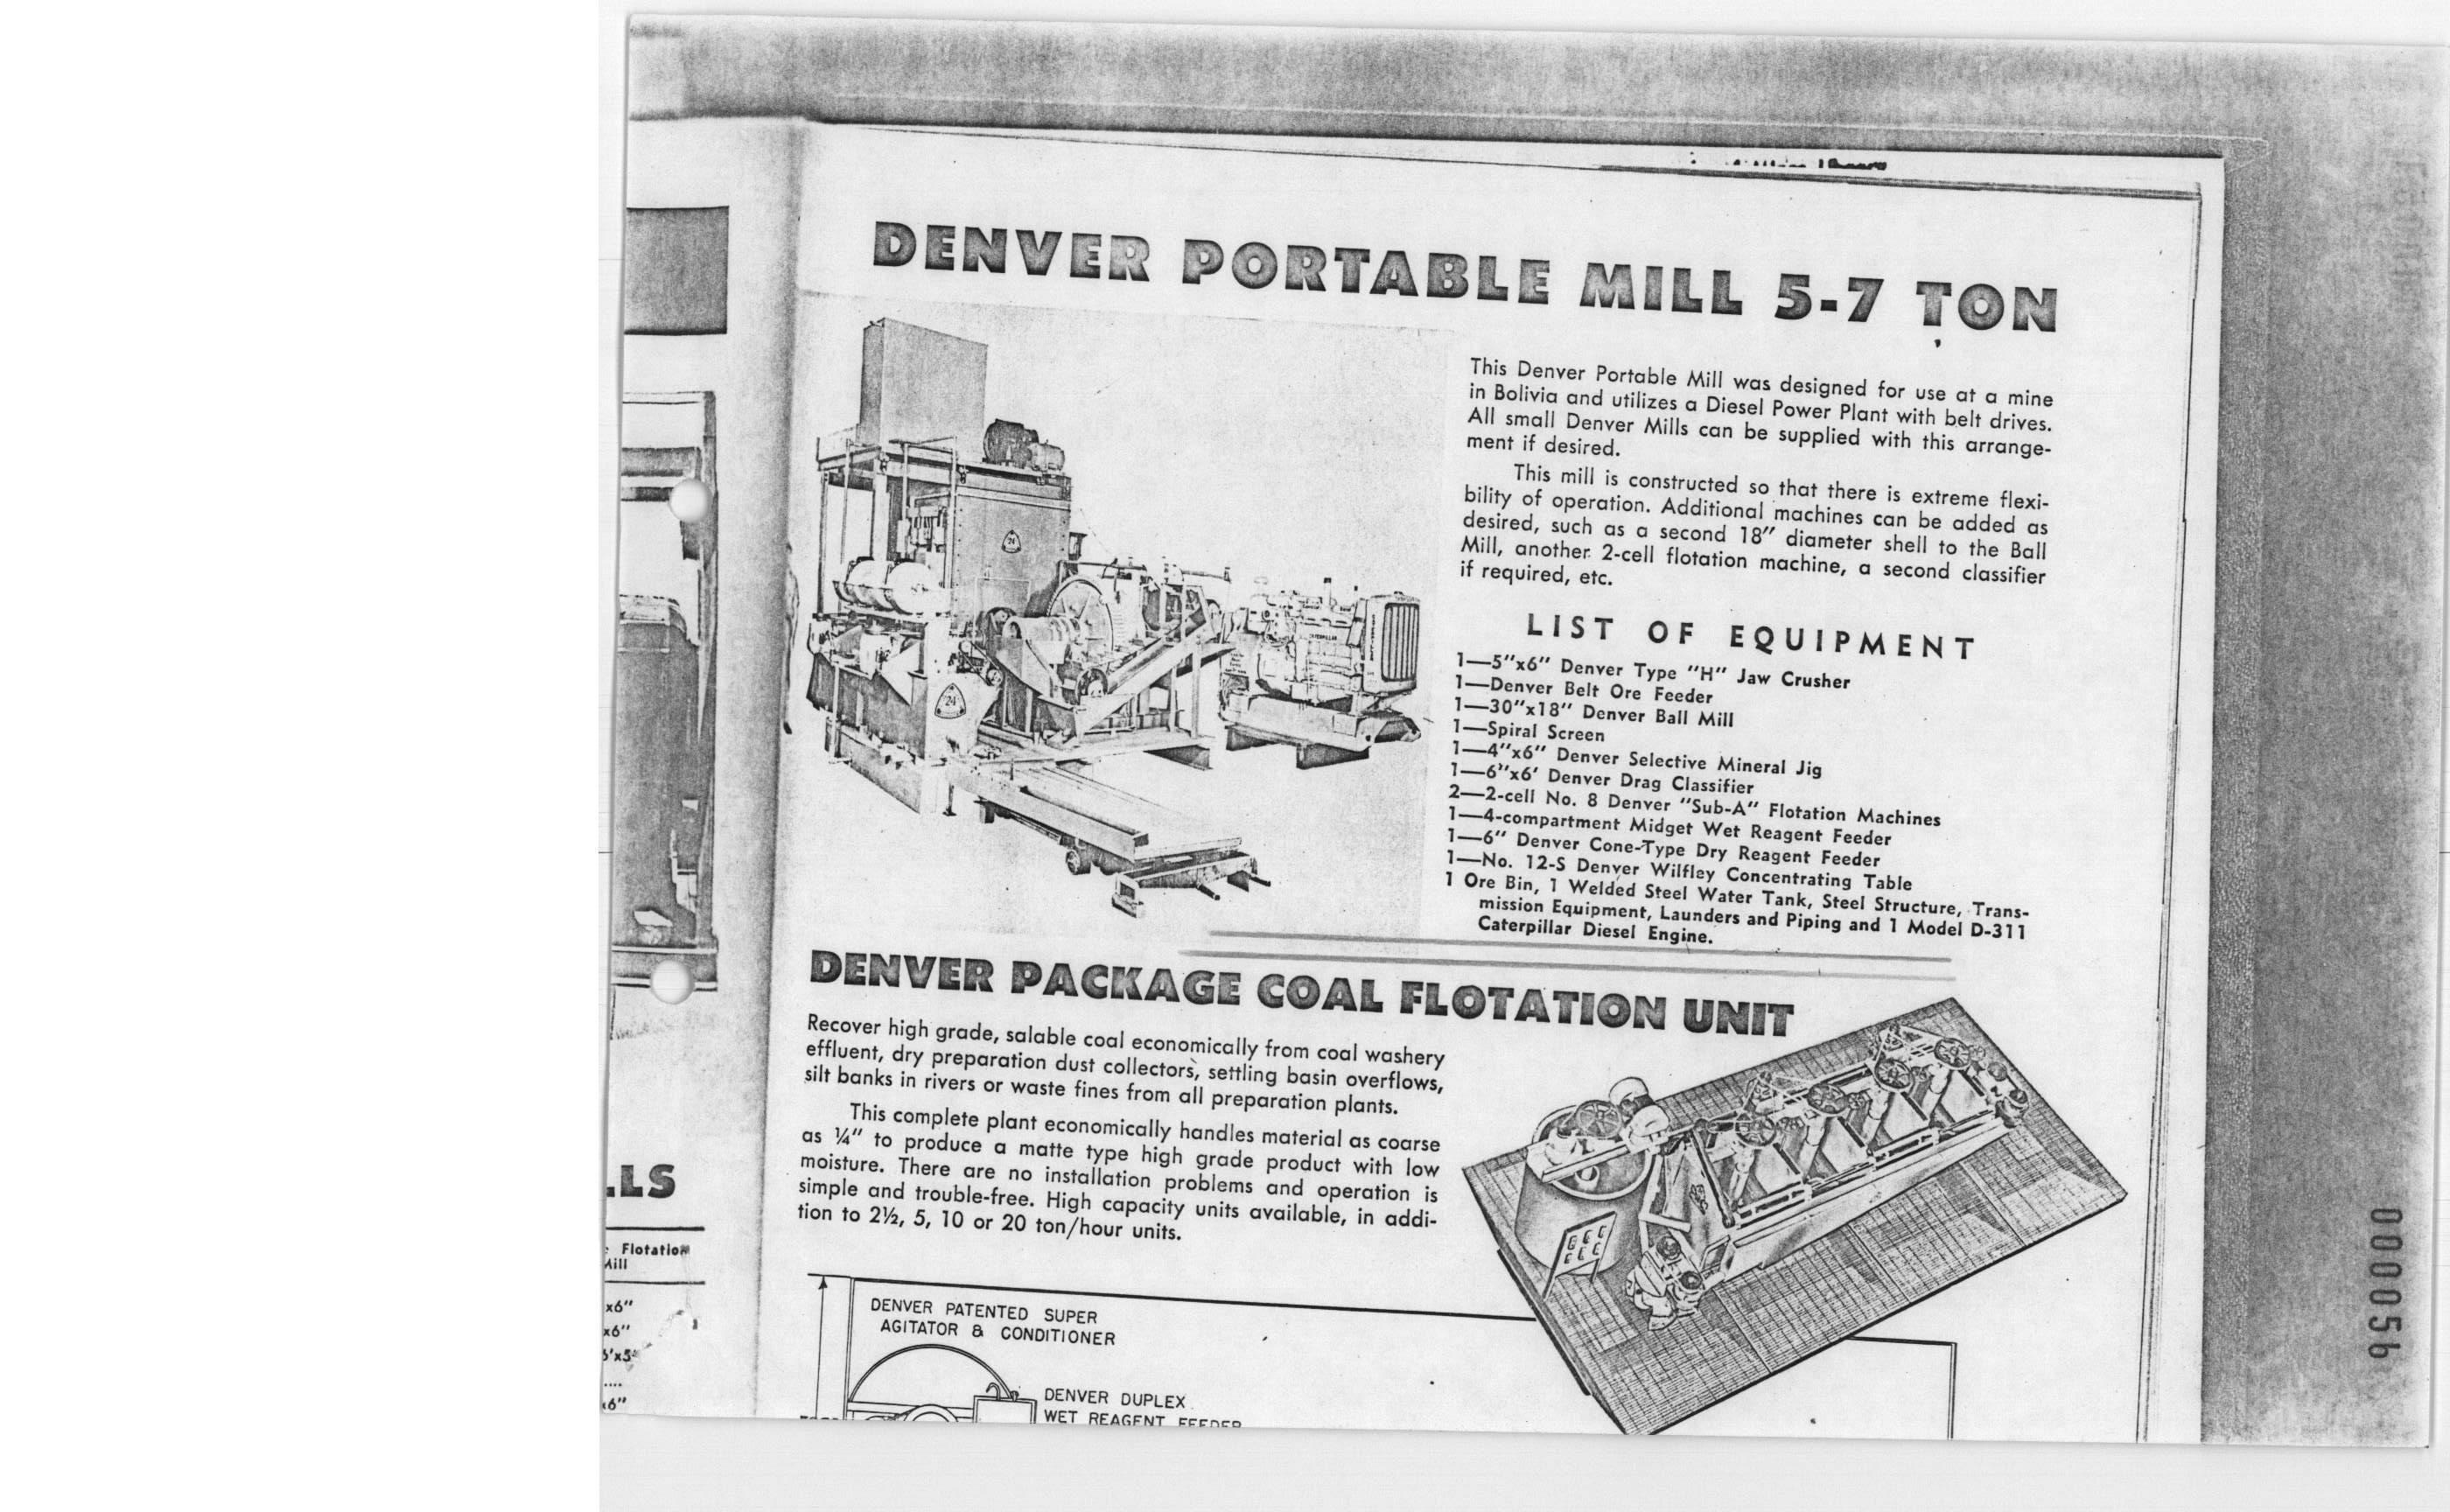 DENVER PORTABLE MILL 5-7 TON
This Denver Portable Mill was designed for use at a mine
in Bolivia and utilizes a Diesel Power Plant with belt drives.
All small Denver Mills can be supplied with this arrange-
ment if desired.
This mill is constructed so that there is extreme flexi-
bility of operation. Additional machines can be added as
desired, such as a second 18" diameter shell to the Ball
Mill, another 2-cell flotation machine, a second classifier
if required, etc.
LIST OF EQUIPMENT
1—5"x6" Denver Type "H" Jaw Crusher
1—Denver Belt Ore Feeder
1—30"x18" Denver Ball Mill
1—Spiral Screen
1—4"x6" Denver Selective Mineral Jig
1—6"x6' Denver Drag Classifier
2—2-cell No. 8 Denver "Sub-A" Flotation Machines
1—4-compartment Midget Wet Reagent Feeder
1—6" Denver Cone-Type Dry Reagent Feeder
1—No. 12-S Denver Wilfley Concentrating Table
1 Ore Bin, 1 Welded Steel Water Tank, Steel Structure, Trans-
mission Equipment, Launders and Piping and 1 Model D-311
Caterpillar Diesel Engine.
24
24
CATERPILLAR
DENVER PACKAGE COAL FLOTATION UNIT
Recover high grade, salable coal economically from coal washery
effluent, dry preparation dust collectors, settling basin overflows,
silt banks in rivers or waste fines from all preparation plants.
This complete plant economically handles material as coarse
as ¼" to produce a matte type high grade product with low
moisture. There are no installation problems and operation is
simple and trouble-free. High capacity units available, in addi-
tion to 2½, 5, 10 or 20 ton/hour units.
DENVER PATENTED SUPER
AGITATOR & CONDITIONER
DENVER DUPLEX
WET REAGENT FEEDER
LLS
Flotation
Mill
x6"
x6"
6'x5'
....
x6"
000056